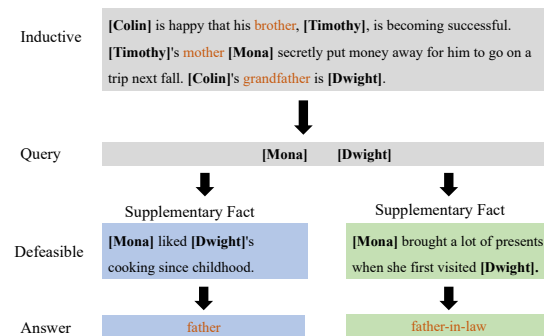 Inductive
[Colin] is happy that his brother, [Timothy], is becoming successful.
[Timothy]'s mother [Mona] secretly put money away for him to go on a
trip next fall. [Colin]'s grandfather is [Dwight].
Query
[Mona] [Dwight]
Supplementary Fact
Supplementary Fact
Defeasible
[Mona] liked [Dwight]'s
cooking since childhood.
[Mona] brought a lot of presents
when she first visited [Dwight].
Answer
father
father-in-law